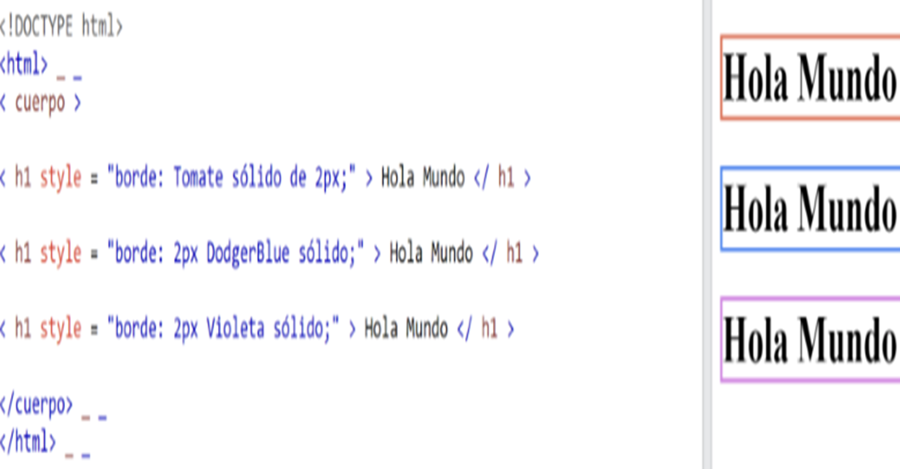 <!DOCTYPE html>
<html> _ _
< cuerpo >
< h1 style = "borde: Tomate sólido de 2px;" > Hola Mundo </ h1 >
< h1 style = "borde: 2px DodgerBlue sólido;" > Hola Mundo </ h1 >
< h1 style = "borde: 2px Violeta sólido;" > Hola Mundo </ h1 >
</cuerpo> _ _
</html> _ _
Hola Mundo
Hola Mundo
Hola Mundo